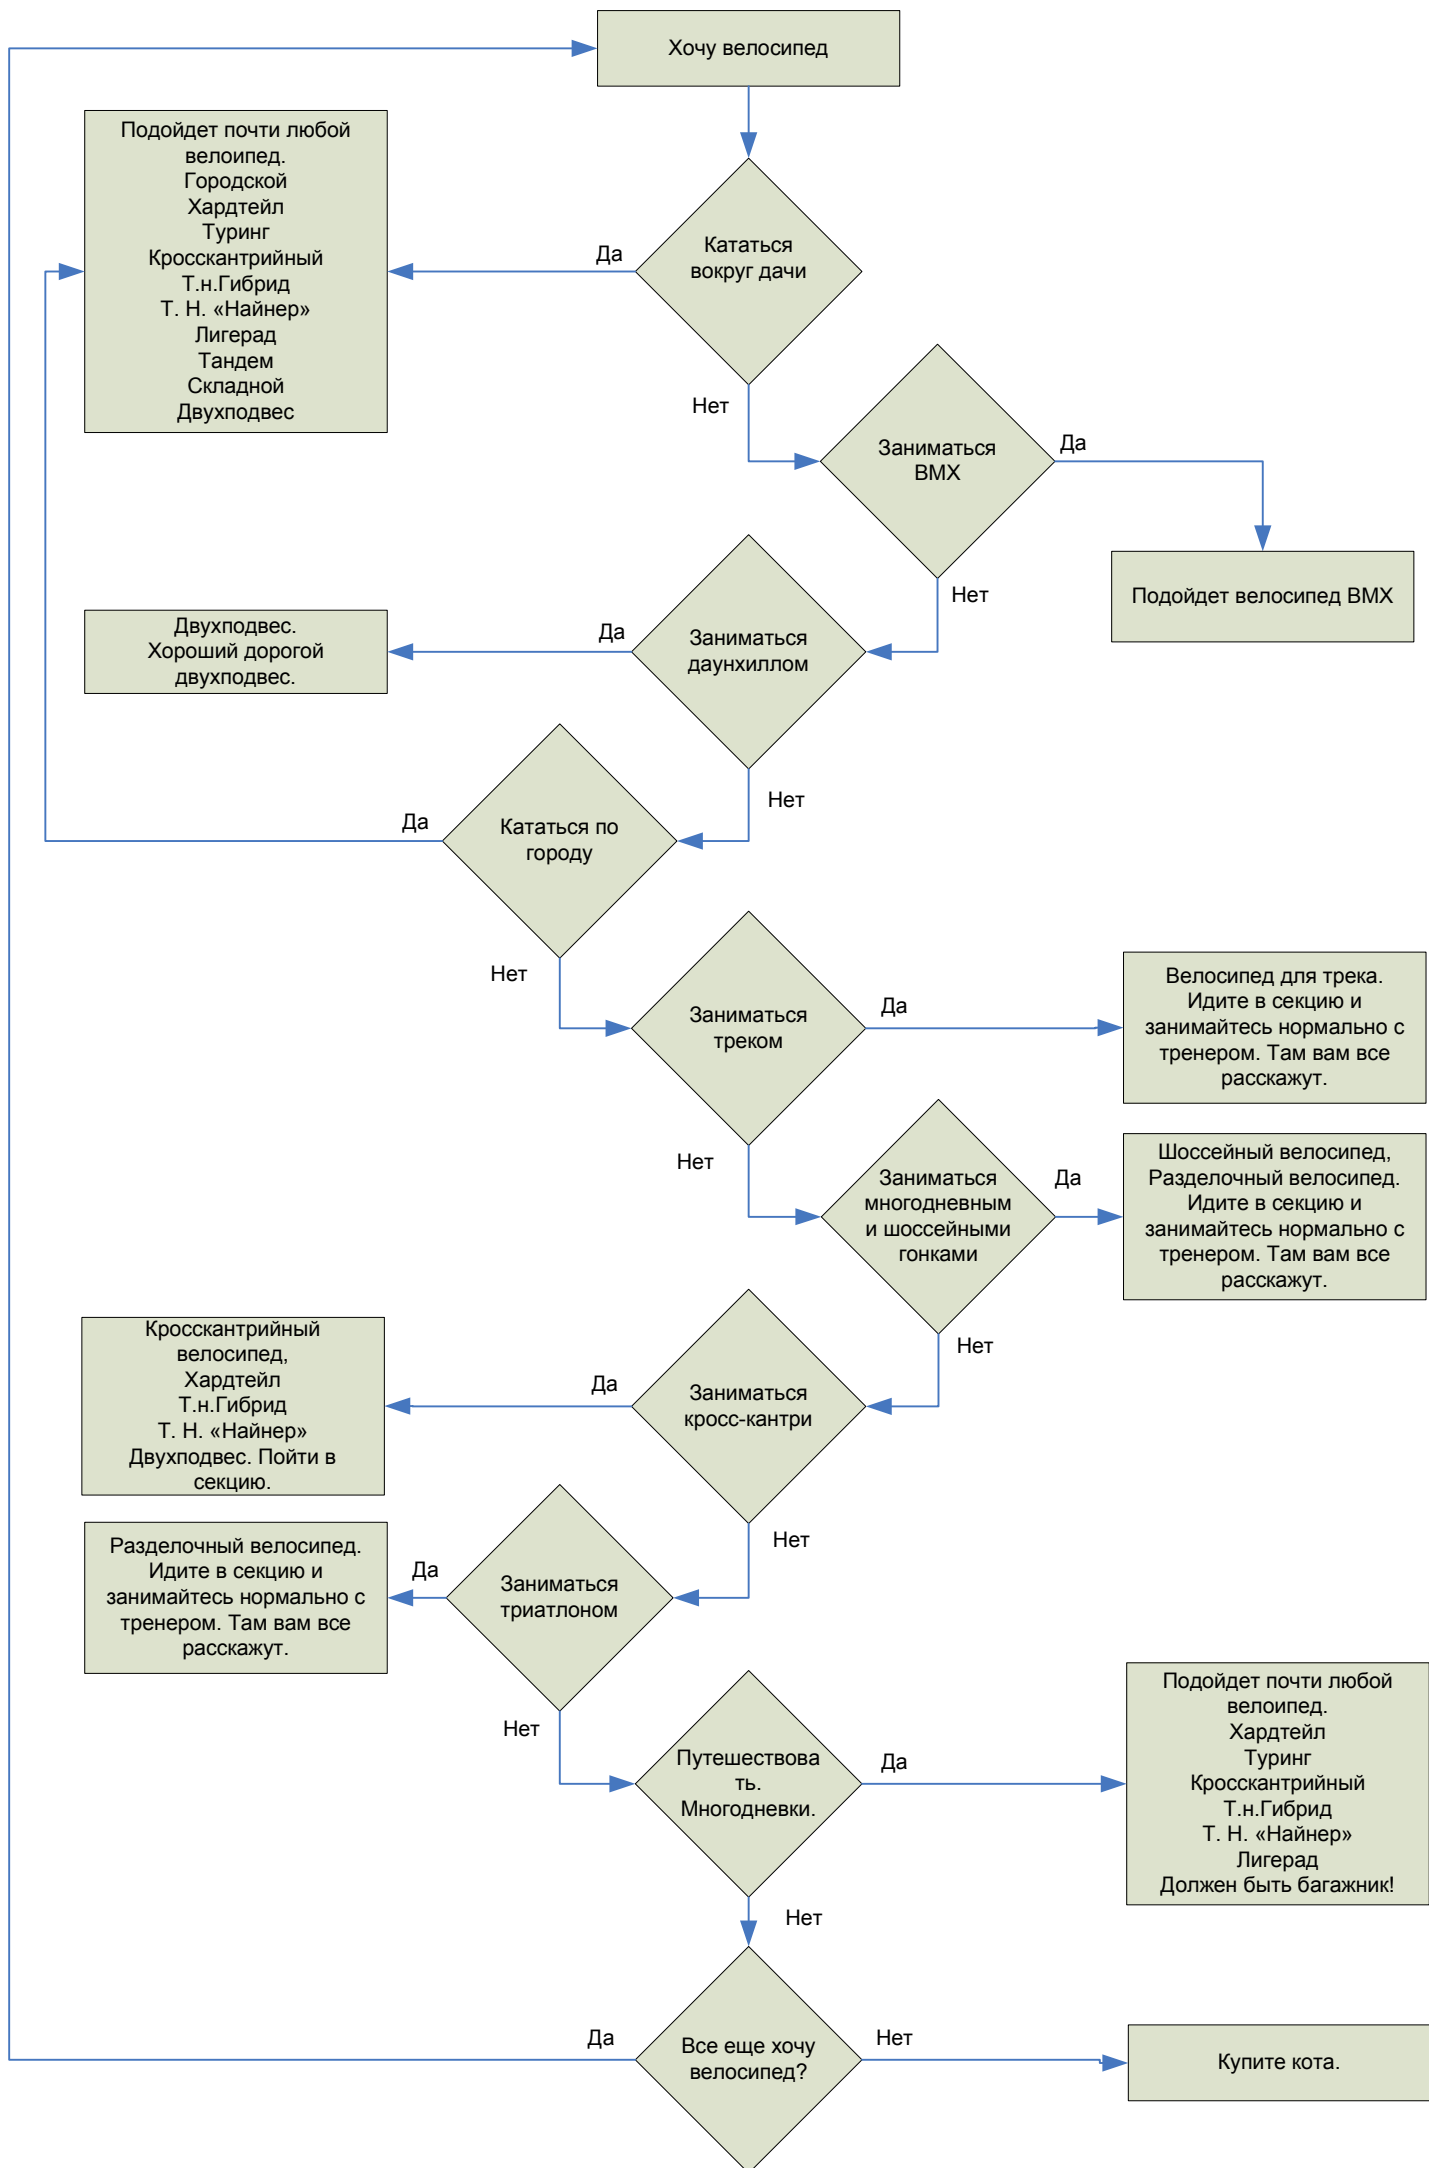 Хочу велосипед
Подойдет почти любой
велоипед.
Городской
Хардтейл
Туринг
Кросскантрийный
Т.н.Гибрид
Т. Н. «Найнер»
Лигерад
Тандем
Складной
Двухподвес
Да
Кататься
вокруг дачи
Нет
Заниматься
BMX
Да
Подойдет велосипед BMX
Нет
Двухподвес.
Хороший дорогой
двухподвес.
Да
Заниматься
даунхиллом
Нет
Да
Кататься по
городу
Нет
Заниматься
треком
Да
Велосипед для трека.
Идите в секцию и
занимайтесь нормально с
тренером. Там вам все
расскажут.
Нет
Заниматься
многодневным
и шоссейными
гонками
Да
Шоссейный велосипед,
Разделочный велосипед.
Идите в секцию и
занимайтесь нормально с
тренером. Там вам все
расскажут.
Нет
Кросскантрийный
велосипед,
Хардтейл
Т.н.Гибрид
Т. Н. «Найнер»
Двухподвес. Пойти в
секцию.
Да
Заниматься
кросс-кантри
Нет
Разделочный велосипед.
Идите в секцию и
занимайтесь нормально с
тренером. Там вам все
расскажут.
Да
Заниматься
триатлоном
Нет
Путешествова
ть.
Многодневки.
Да
Подойдет почти любой
велоипед.
Хардтейл
Туринг
Кросскантрийный
Т.н.Гибрид
Т. Н. «Найнер»
Лигерад
Должен быть багажник!
Нет
Да
Все еще хочу
велосипед?
Нет
Купите кота.